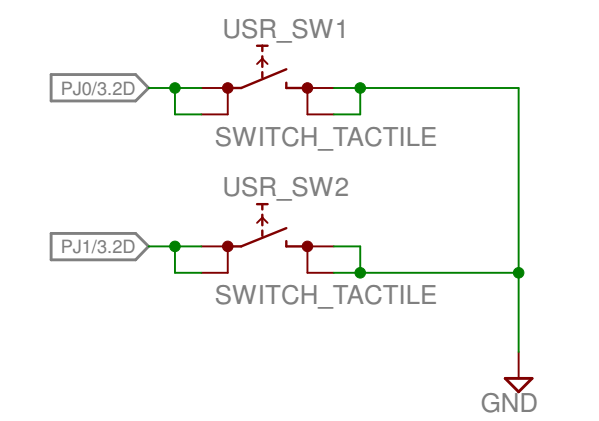 USR_SW1
PJ0/3.2D
SWITCH_TACTILE
USR_SW2
PJ1/3.2D
SWITCH_TACTILE
GND